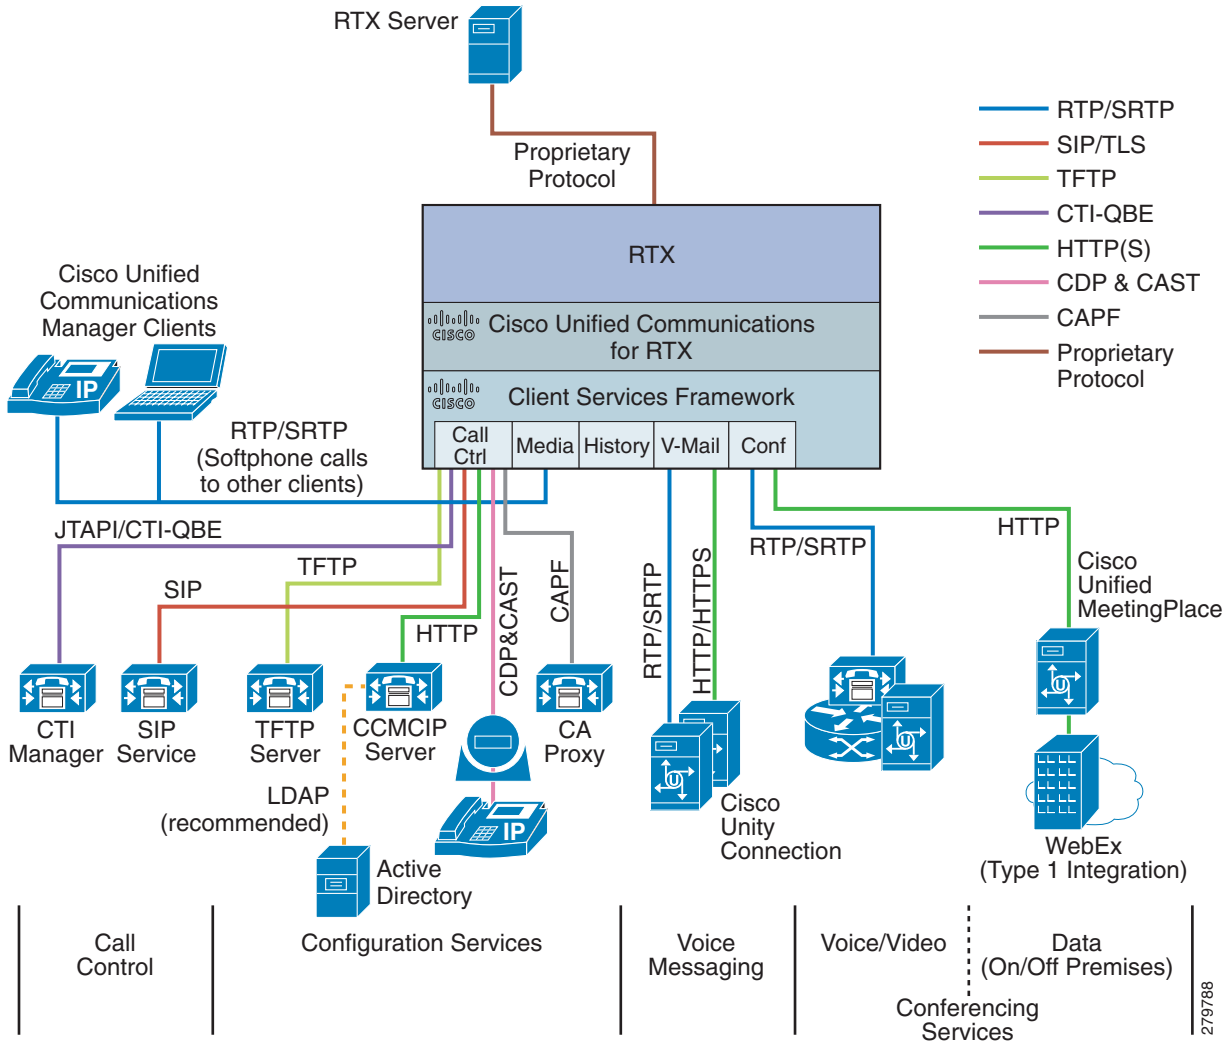 RTX Server
Proprietary
Protocol
RTP/SRTP
SIP/TLS
TFTP
CTI-QBE
HTTP(S)
CDP & CAST
CAPF
Proprietary
Protocol
RTX
CISCO
Cisco Unified Communications
for RTX
CISCO
Client Services Framework
Call
Ctrl
Media
History
V-Mail
Conf
Cisco Unified
Communications
Manager Clients
IP
RTP/SRTP
(Softphone calls
to other clients)
JTAPI/CTI-QBE
TFTP
SIP
HTTP
CDP&CAST
CAPF
RTP/SRTP
HTTP/HTTPS
RTP/SRTP
HTTP
Cisco
Unified
MeetingPlace
U
CTI
Manager
SIP
Service
TFTP
Server
CCMCIP
Server
CA
Proxy
LDAP
(recommended)
IP
Active
Directory
U
Cisco
Unity
Connection
U
WebEx
(Type 1 Integration)
Call
Control
Configuration Services
Voice
Messaging
Voice/Video
Data
(On/Off Premises)
Conferencing
Services
279788